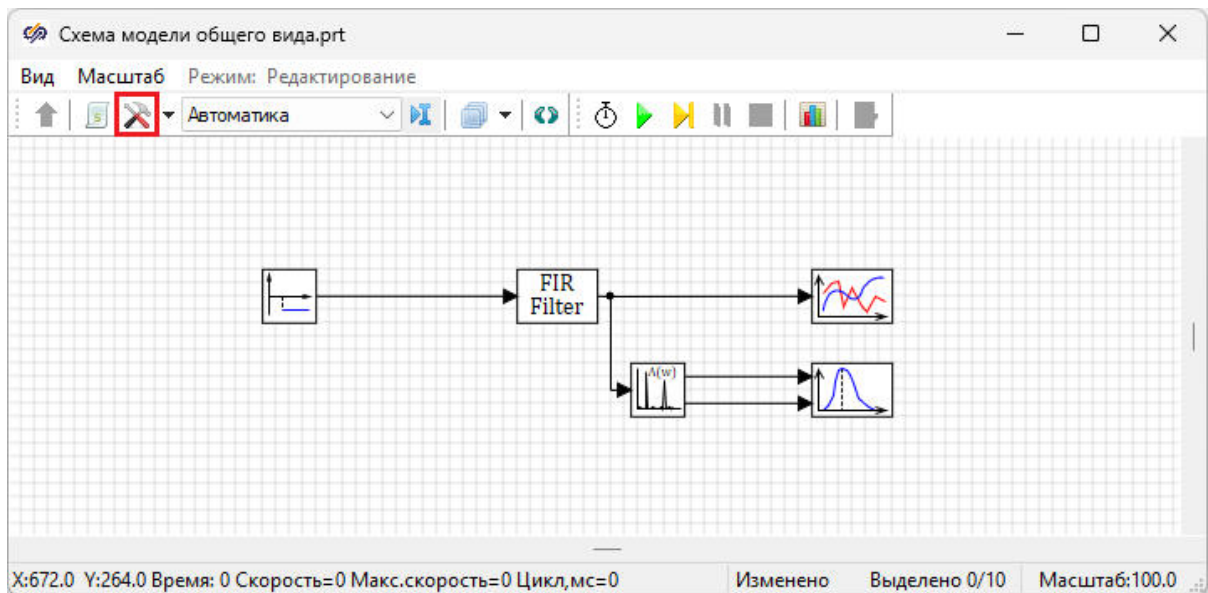 Схема модели общего вида.prt
Вид Масштаб Режим: Редактирование
Автоматика
FIR
Filter
A(w)
X:672.0 Y:264.0 Время: 0 Скорость=0 Макс.скорость=0 Цикл,мс=0 Изменено Выделено 0/10 Масштаб:100.0